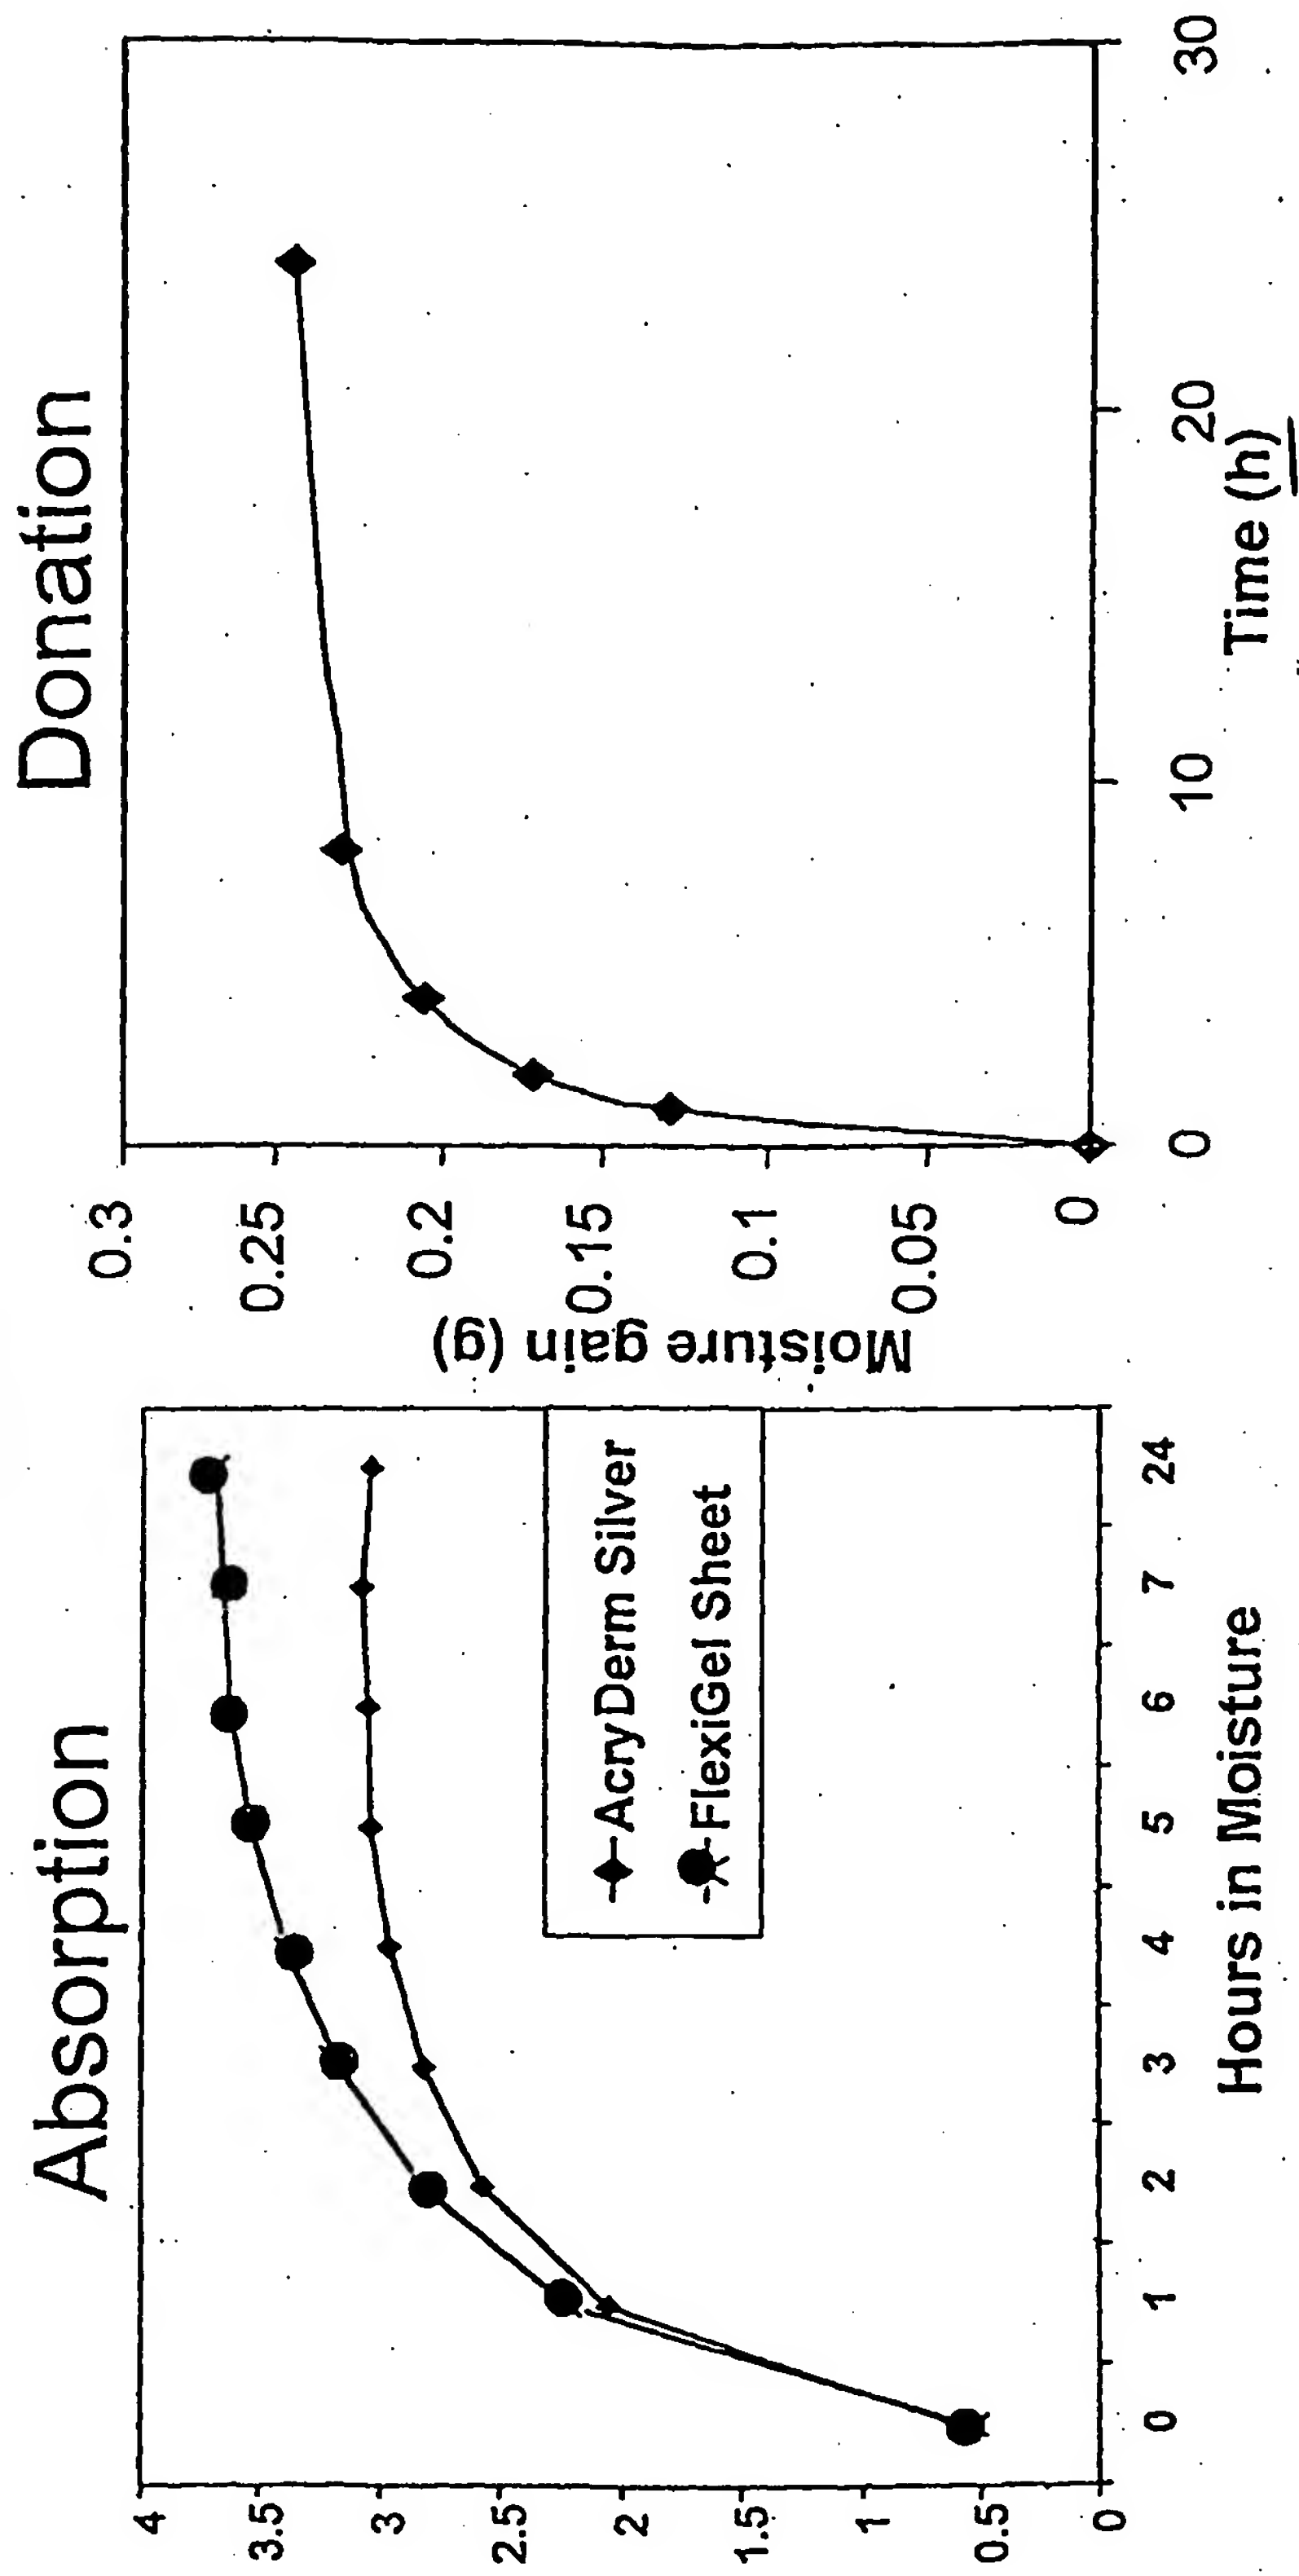 Absorption
4
3.5
3
2.5
2
1.5
1
0.5
0
0 1 2 3 4 5 6 7 24
Hours in Moisture
AcryDerm Silver
FlexiGel Sheet
Donation
Moisture gain (g)
0.3
0.25
0.2
0.15
0.1
0.05
0
0 10 20 30
Time (h)